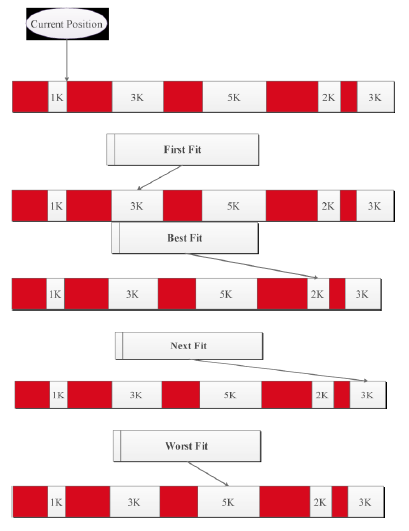 Current Position
1K 3K 5K 2K 3K
First Fit
1K 3K 5K 2K 3K
Best Fit
1K 3K 5K 2K 3K
Next Fit
1K 3K 5K 2K 3K
Worst Fit
1K 3K 5K 2K 3K